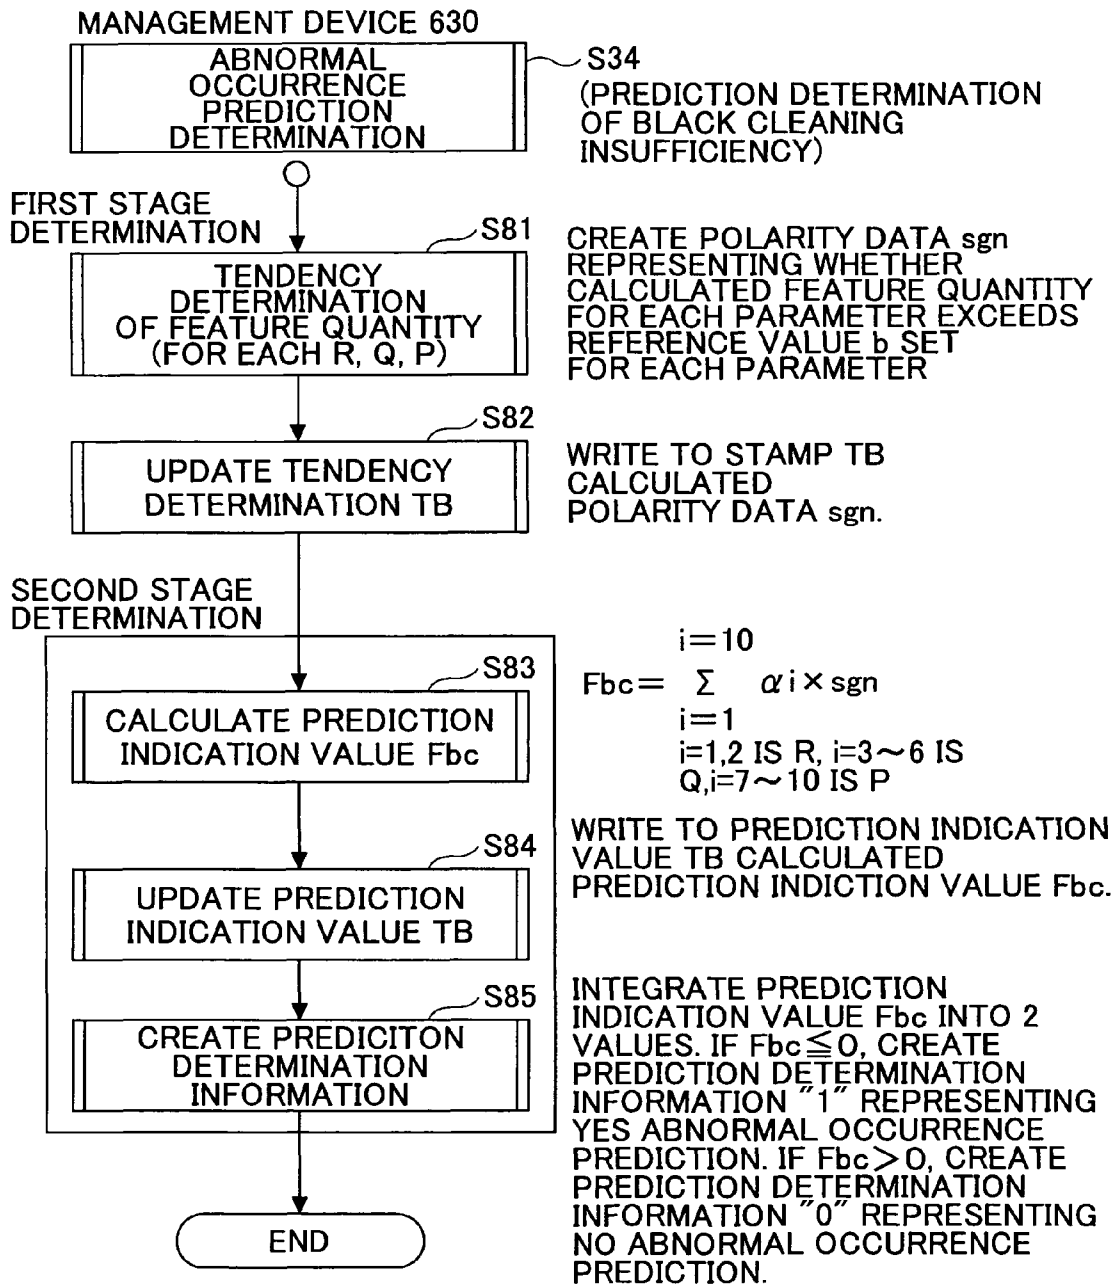 MANAGEMENT DEVICE 630
ABNORMAL
OCCURRENCE
PREDICTION
DETERMINATION
S34
(PREDICTION DETERMINATION
OF BLACK CLEANING
INSUFFICIENCY)
FIRST STAGE
DETERMINATION
S81
TENDENCY
DETERMINATION
OF FEATURE QUANTITY
(FOR EACH R, Q, P)
CREATE POLARITY DATA sgn
REPRESENTING WHETHER
CALCULATED FEATURE QUANTITY
FOR EACH PARAMETER EXCEEDS
REFERENCE VALUE b SET
FOR EACH PARAMETER
S82
UPDATE TENDENCY
DETERMINATION TB
WRITE TO STAMP TB
CALCULATED
POLARITY DATA sgn.
SECOND STAGE
DETERMINATION
S83
CALCULATE PREDICTION
INDICATION VALUE Fbc
i=10
Fbc= Σ αi×sgn
i=1
i=1,2 IS R, i=3~6 IS
Q,i=7~10 IS P
S84
UPDATE PREDICTION
INDICATION VALUE TB
WRITE TO PREDICTION INDICATION
VALUE TB CALCULATED
PREDICTION INDICTION VALUE Fbc.
S85
CREATE PREDICITON
DETERMINATION
INFORMATION
INTEGRATE PREDICTION
INDICATION VALUE Fbc INTO 2
VALUES. IF Fbc≦0, CREATE
PREDICTION DETERMINATION
INFORMATION "1" REPRESENTING
YES ABNORMAL OCCURRENCE
PREDICTION. IF Fbc>0, CREATE
PREDICTION DETERMINATION
INFORMATION "0" REPRESENTING
NO ABNORMAL OCCURRENCE
PREDICTION.
END